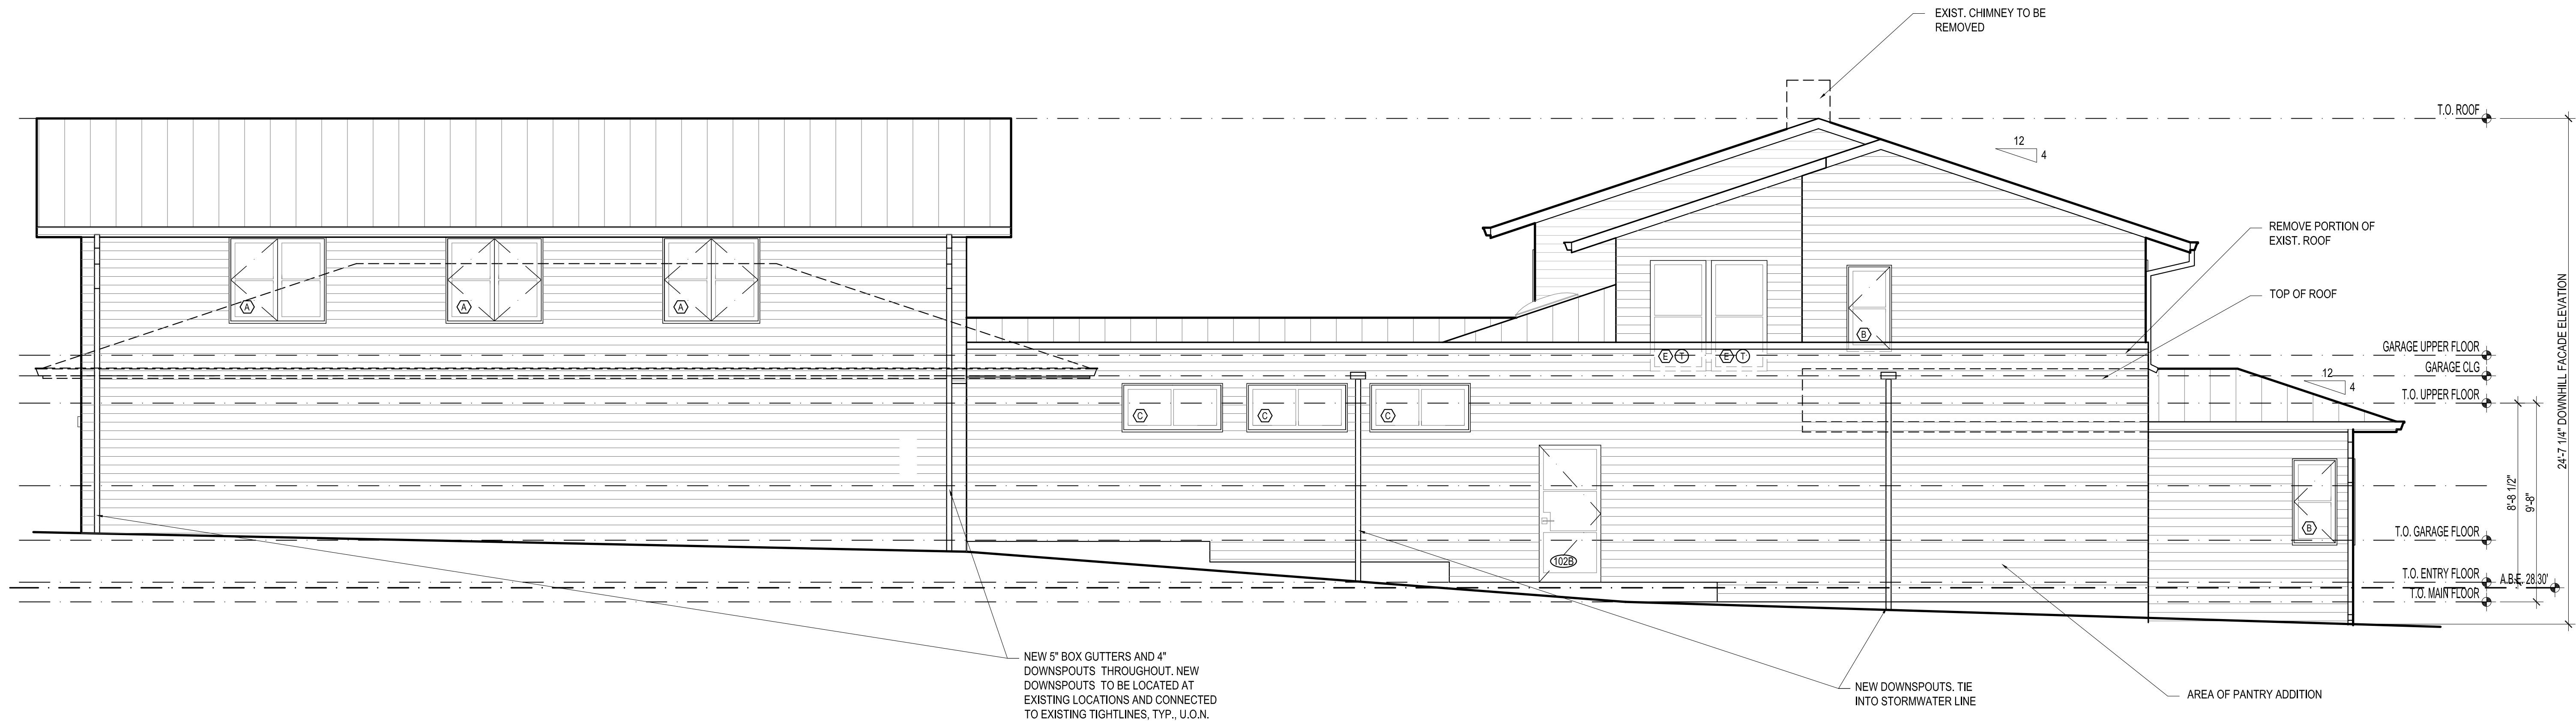 EXIST. CHIMNEY TO BE
REMOVED
T.O. ROOF
12
4
REMOVE PORTION OF
EXIST. ROOF
TOP OF ROOF
GARAGE UPPER FLOOR
GARAGE CLG
12
4
T.O. UPPER FLOOR
24'-7 1/4" DOWNHILL FACADE ELEVATION
8'-8 1/2"
9'-8"
A
A
A
B
E
T
E
T
C
C
C
B
102B
T.O. GARAGE FLOOR
T.O. ENTRY FLOOR
A.B.E. 28.30'
T.O. MAIN FLOOR
NEW 5" BOX GUTTERS AND 4"
DOWNSPOUTS THROUGHOUT. NEW
DOWNSPOUTS TO BE LOCATED AT
EXISTING LOCATIONS AND CONNECTED
TO EXISTING TIGHTLINES, TYP., U.O.N.
NEW DOWNSPOUTS. TIE
INTO STORMWATER LINE
AREA OF PANTRY ADDITION